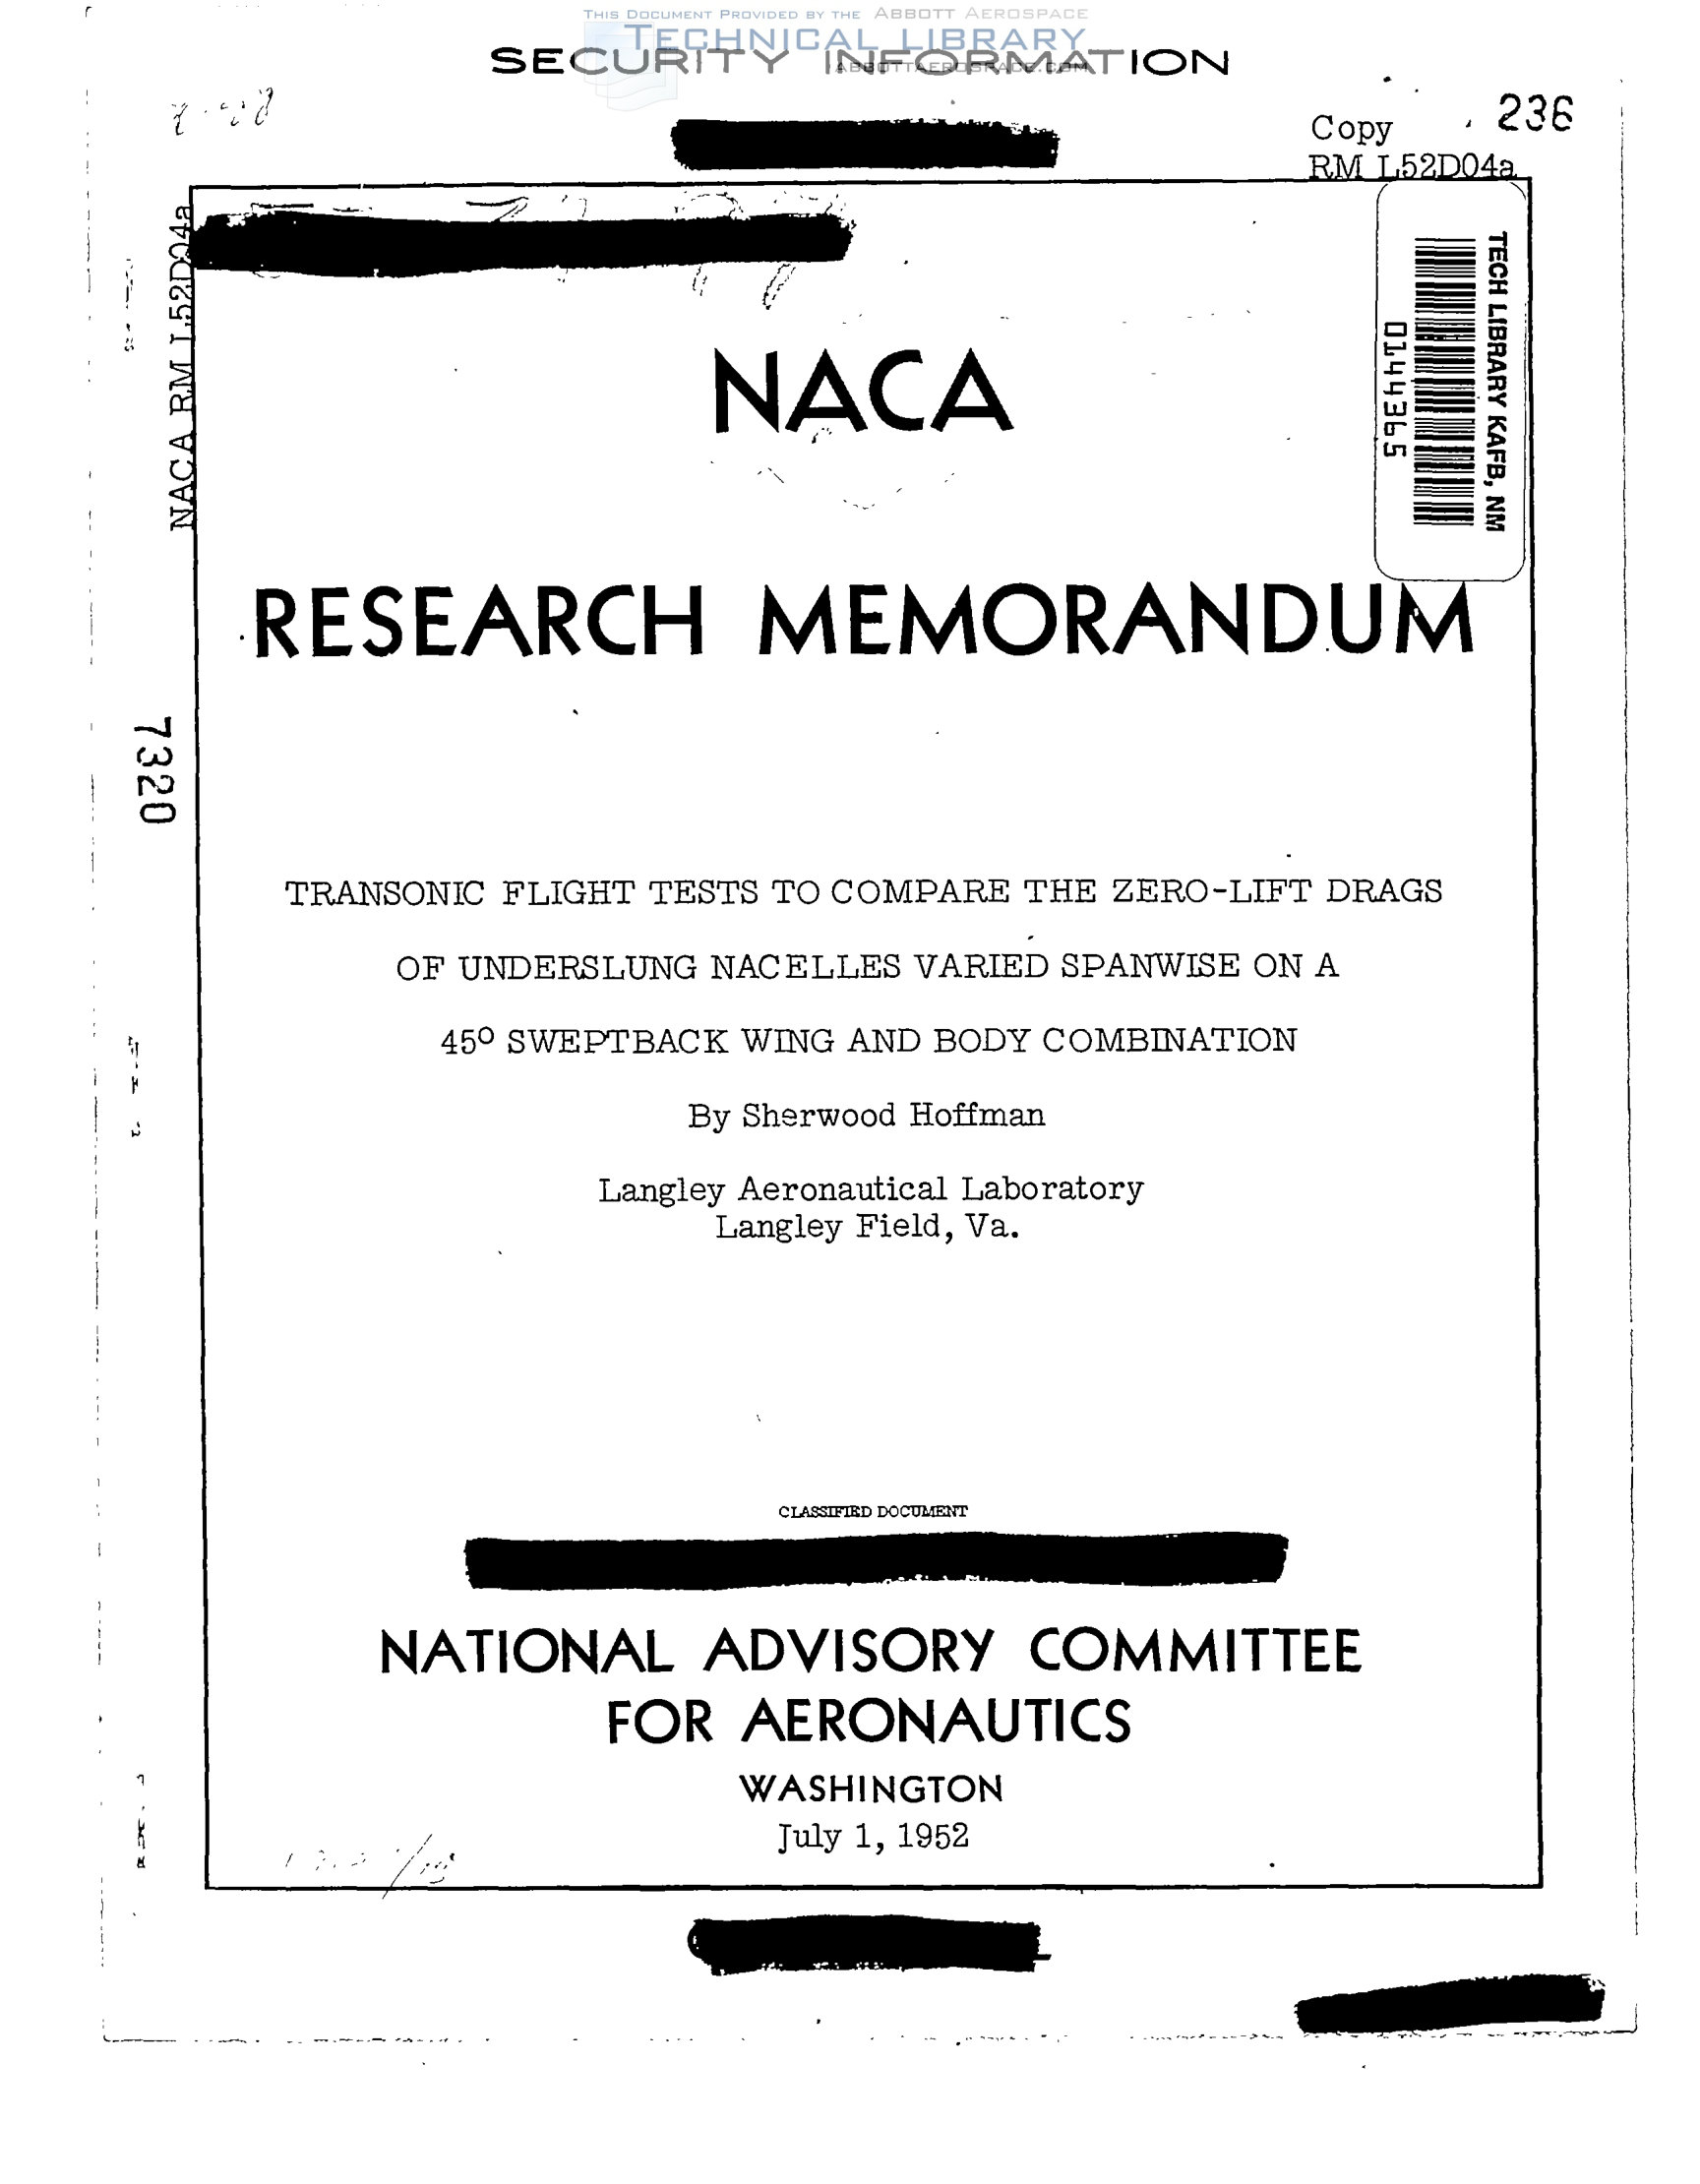 THIS DOCUMENT PROVIDED BY THE ABBOTT AEROSPACE
TECHNICAL LIBRARY
ABBOTTAEROSPACE.COM
SECURITY INFORMATION
Copy 236
RM L52D04a
NACA RM L52D04a
TECH LIBRARY KAFB, NM
0144365
NACA
RESEARCH MEMORANDUM
7320
TRANSONIC FLIGHT TESTS TO COMPARE THE ZERO-LIFT DRAGS
OF UNDERSLUNG NACELLES VARIED SPANWISE ON A
45° SWEPTBACK WING AND BODY COMBINATION
By Sherwood Hoffman
Langley Aeronautical Laboratory
Langley Field, Va.
CLASSIFIED DOCUMENT
NATIONAL ADVISORY COMMITTEE
FOR AERONAUTICS
WASHINGTON
July 1, 1952